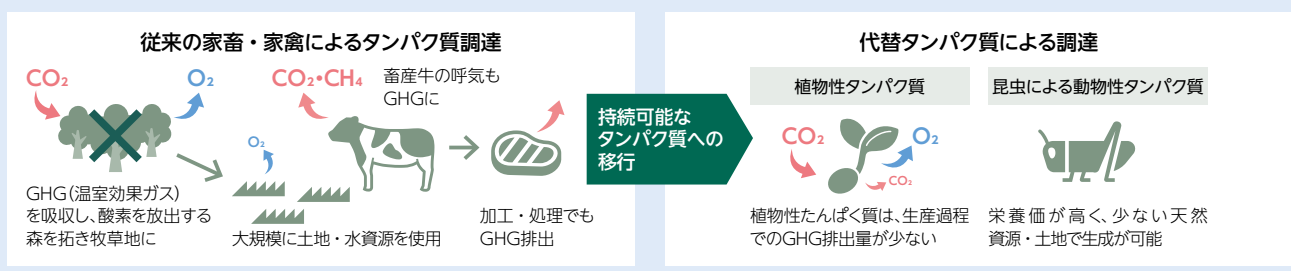 従来の家畜・家禽によるタンパク質調達
CO₂
O₂
CO₂•CH₄
畜産牛の呼気も
GHGに
O₂
GHG(温室効果ガス)
を吸収し、酸素を放出する
森を拓き牧草地に
大規模に土地・水資源を使用
加工・処理でも
GHG排出
持続可能な
タンパク質への
移行
代替タンパク質による調達
植物性タンパク質
CO₂
O₂
CO₂
植物性たんぱく質は、生産過程
でのGHG排出量が少ない
昆虫による動物性タンパク質
栄養価が高く、少ない天然
資源・土地で生成が可能